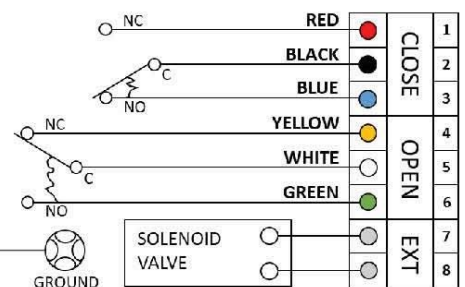 NC RED 1
BLACK 2
C
BLUE 3
NO
CLOSE
NC YELLOW 4
WHITE 5
C
GREEN 6
NO
OPEN
SOLENOID 7
VALVE 8
EXT
GROUND